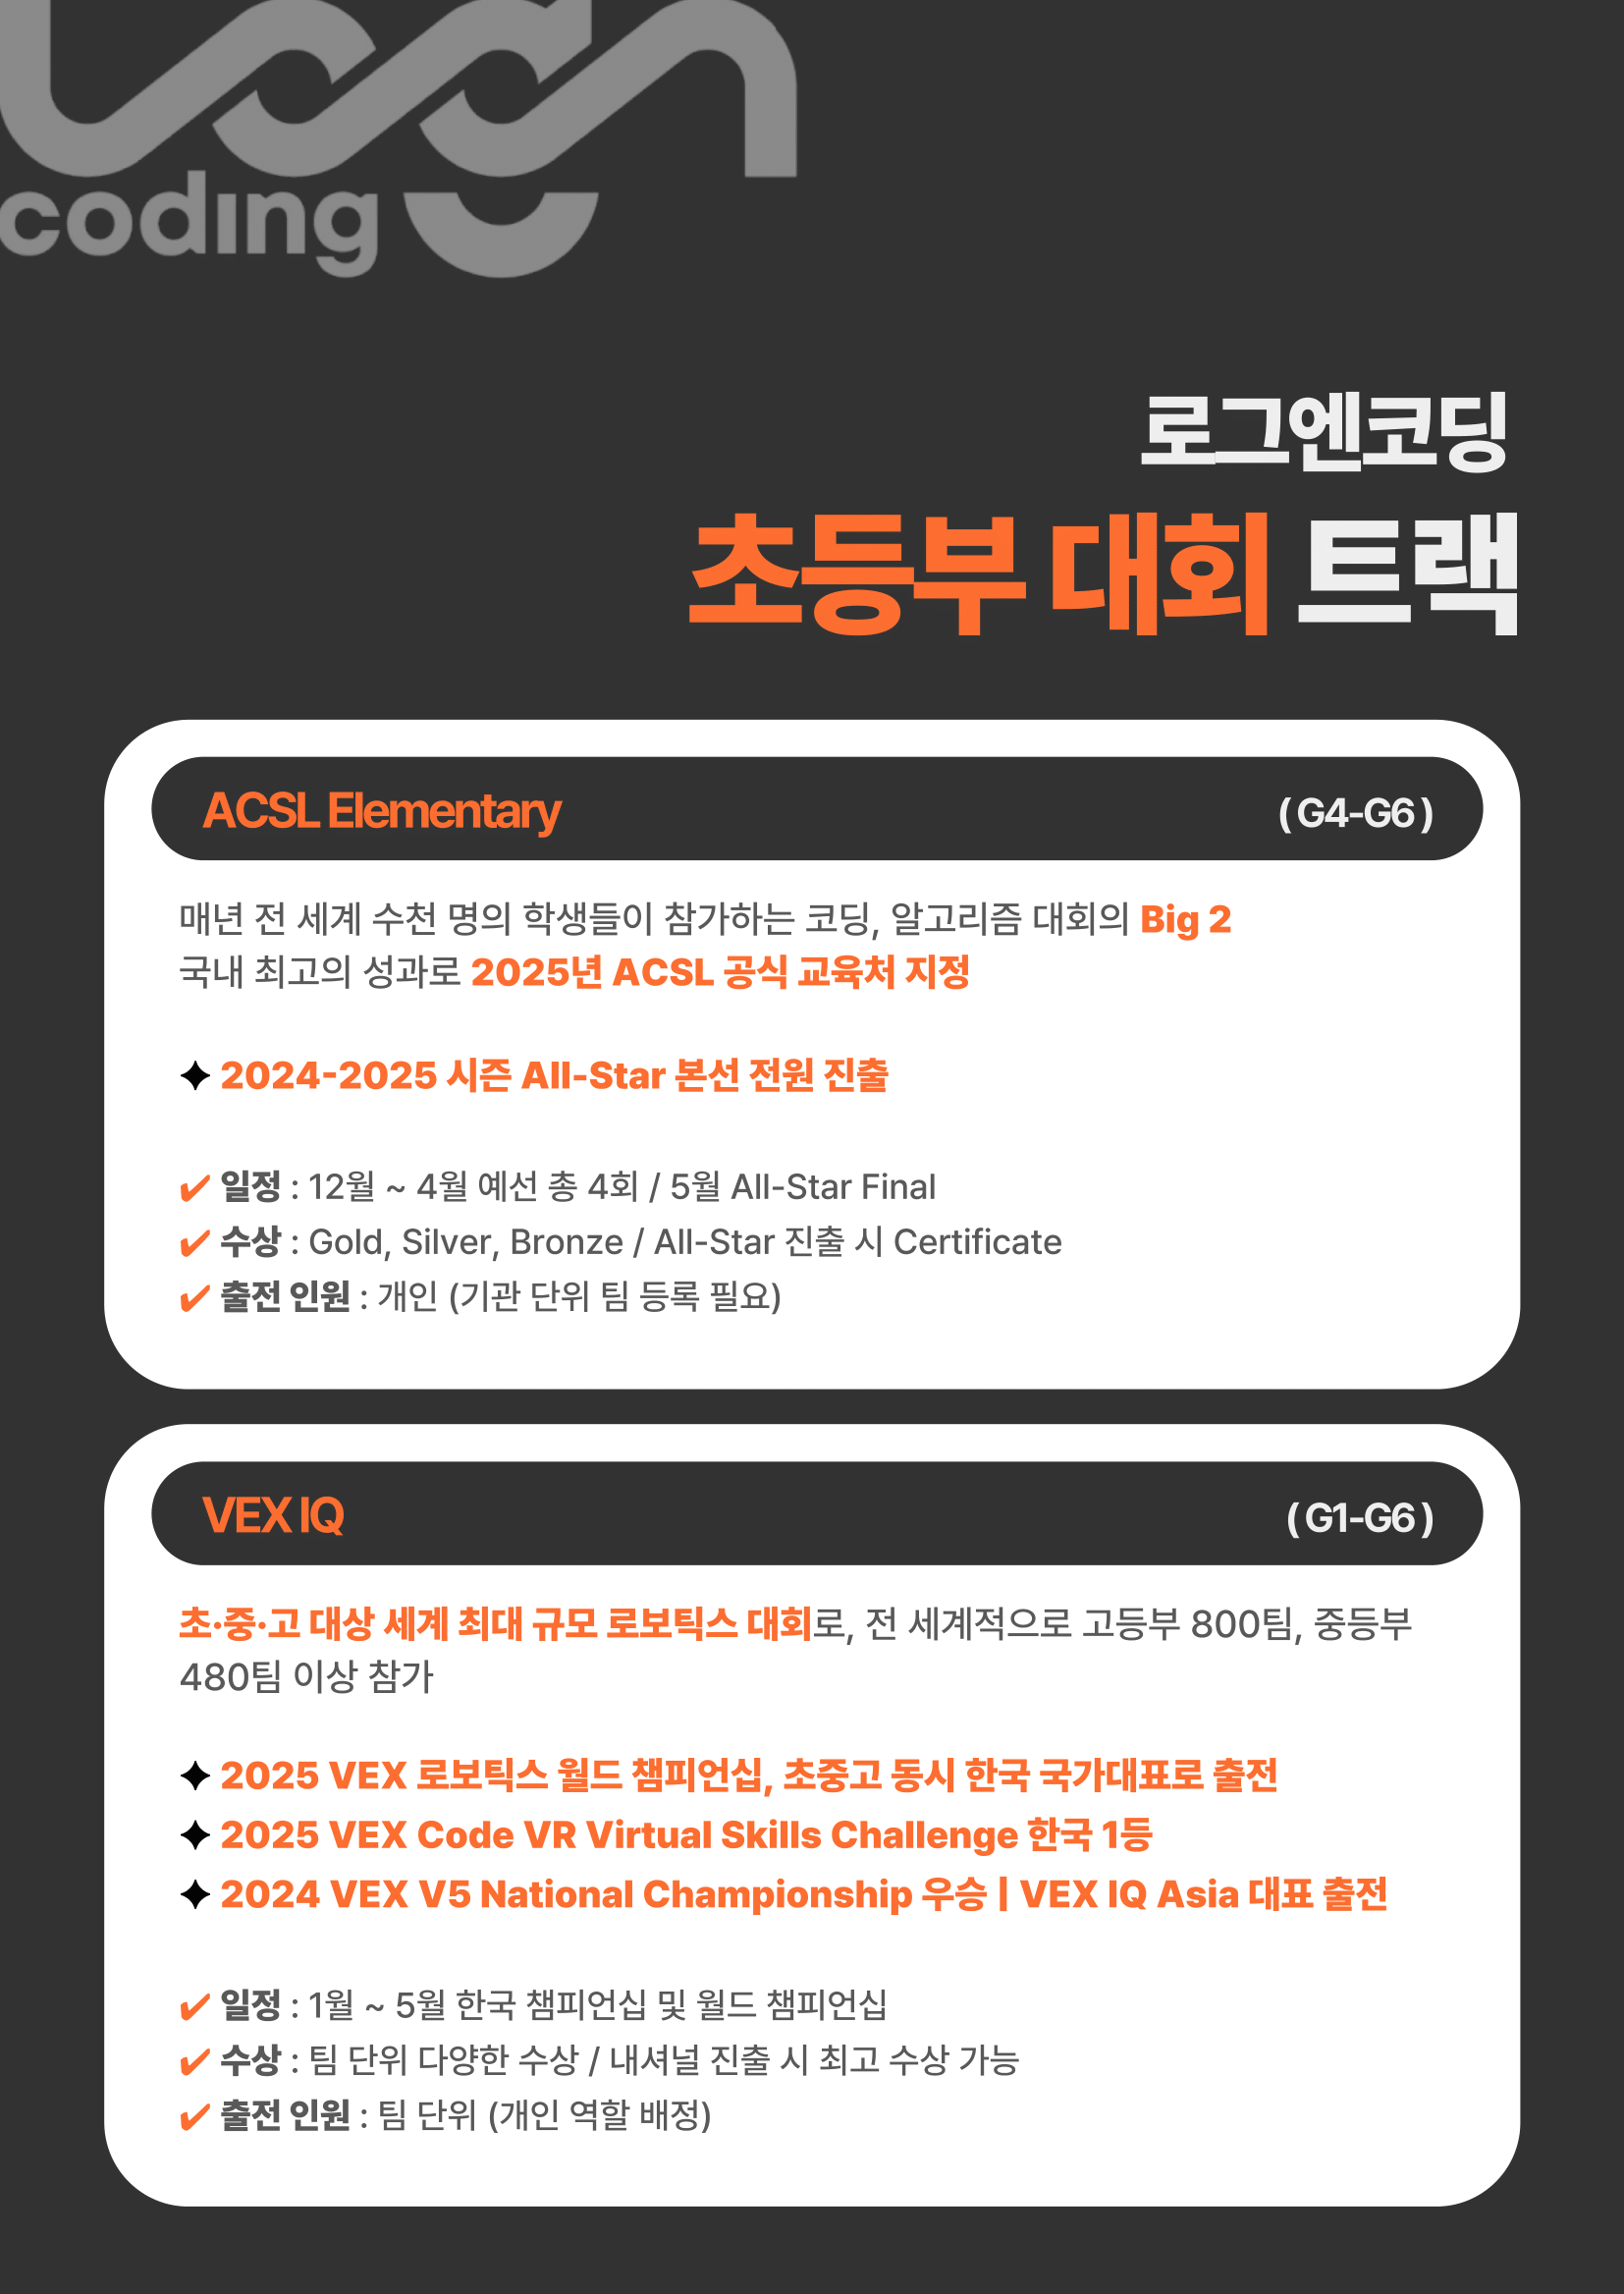 coding
로그엔코딩
초등부 대회 트랙
ACSL Elementary
( G4-G6 )
매년 전 세계 수천 명의 학생들이 참가하는 코딩, 알고리즘 대회의 Big 2
국내 최고의 성과로 2025년 ACSL 공식 교육처 지정
✦ 2024-2025 시즌 All-Star 본선 전원 진출
✔ 일정 : 12월 ~ 4월 예선 총 4회 / 5월 All-Star Final
✔ 수상 : Gold, Silver, Bronze / All-Star 진출 시 Certificate
✔ 출전 인원 : 개인 (기관 단위 팀 등록 필요)
VEX IQ
( G1-G6 )
초·중·고 대상 세계 최대 규모 로보틱스 대회로, 전 세계적으로 고등부 800팀, 중등부
480팀 이상 참가
✦ 2025 VEX 로보틱스 월드 챔피언십, 초중고 동시 한국 국가대표로 출전
✦ 2025 VEX Code VR Virtual Skills Challenge 한국 1등
✦ 2024 VEX V5 National Championship 우승 | VEX IQ Asia 대표 출전
✔ 일정 : 1월 ~ 5월 한국 챔피언십 및 월드 챔피언십
✔ 수상 : 팀 단위 다양한 수상 / 내셔널 진출 시 최고 수상 가능
✔ 출전 인원 : 팀 단위 (개인 역할 배정)